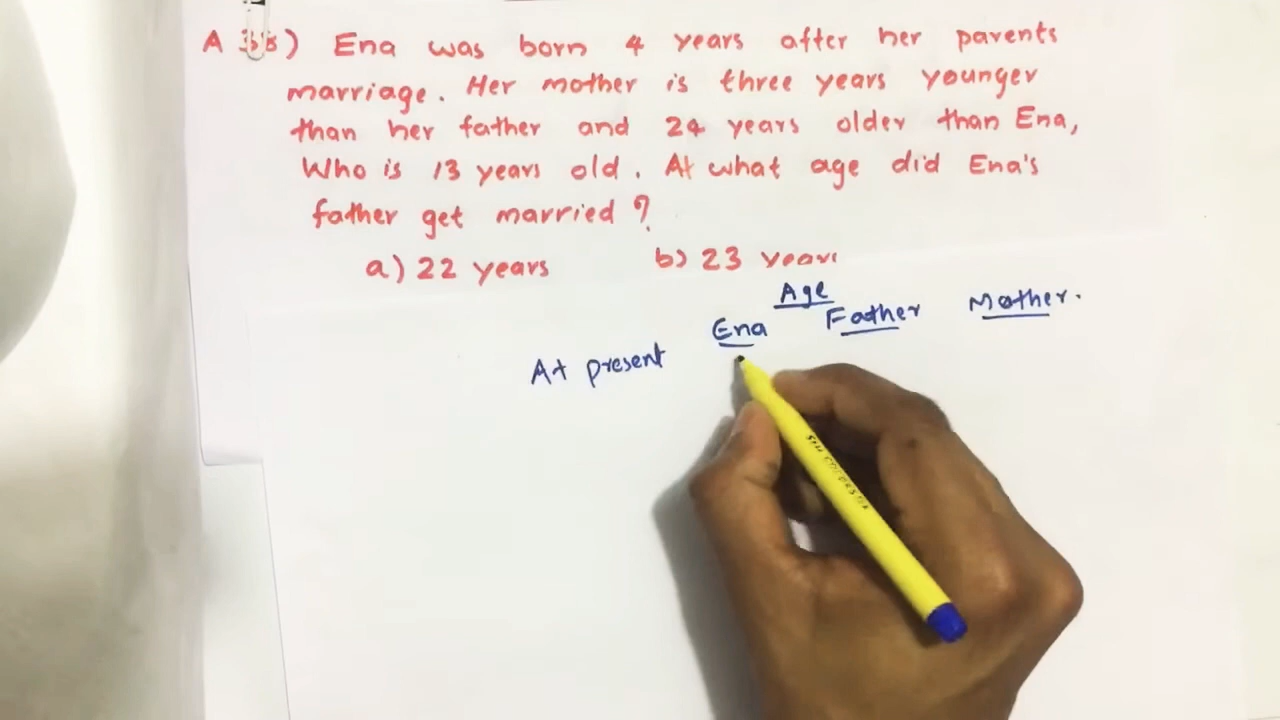 A ) Ena was born 4 years after her parents
marriage. Her mother is three years younger
than her father and 24 years older than Ena,
Who is 13 years old. At what age did Ena's
father get married ?
a) 22 years b) 23 years
Age
Ena Father Mother.
At present